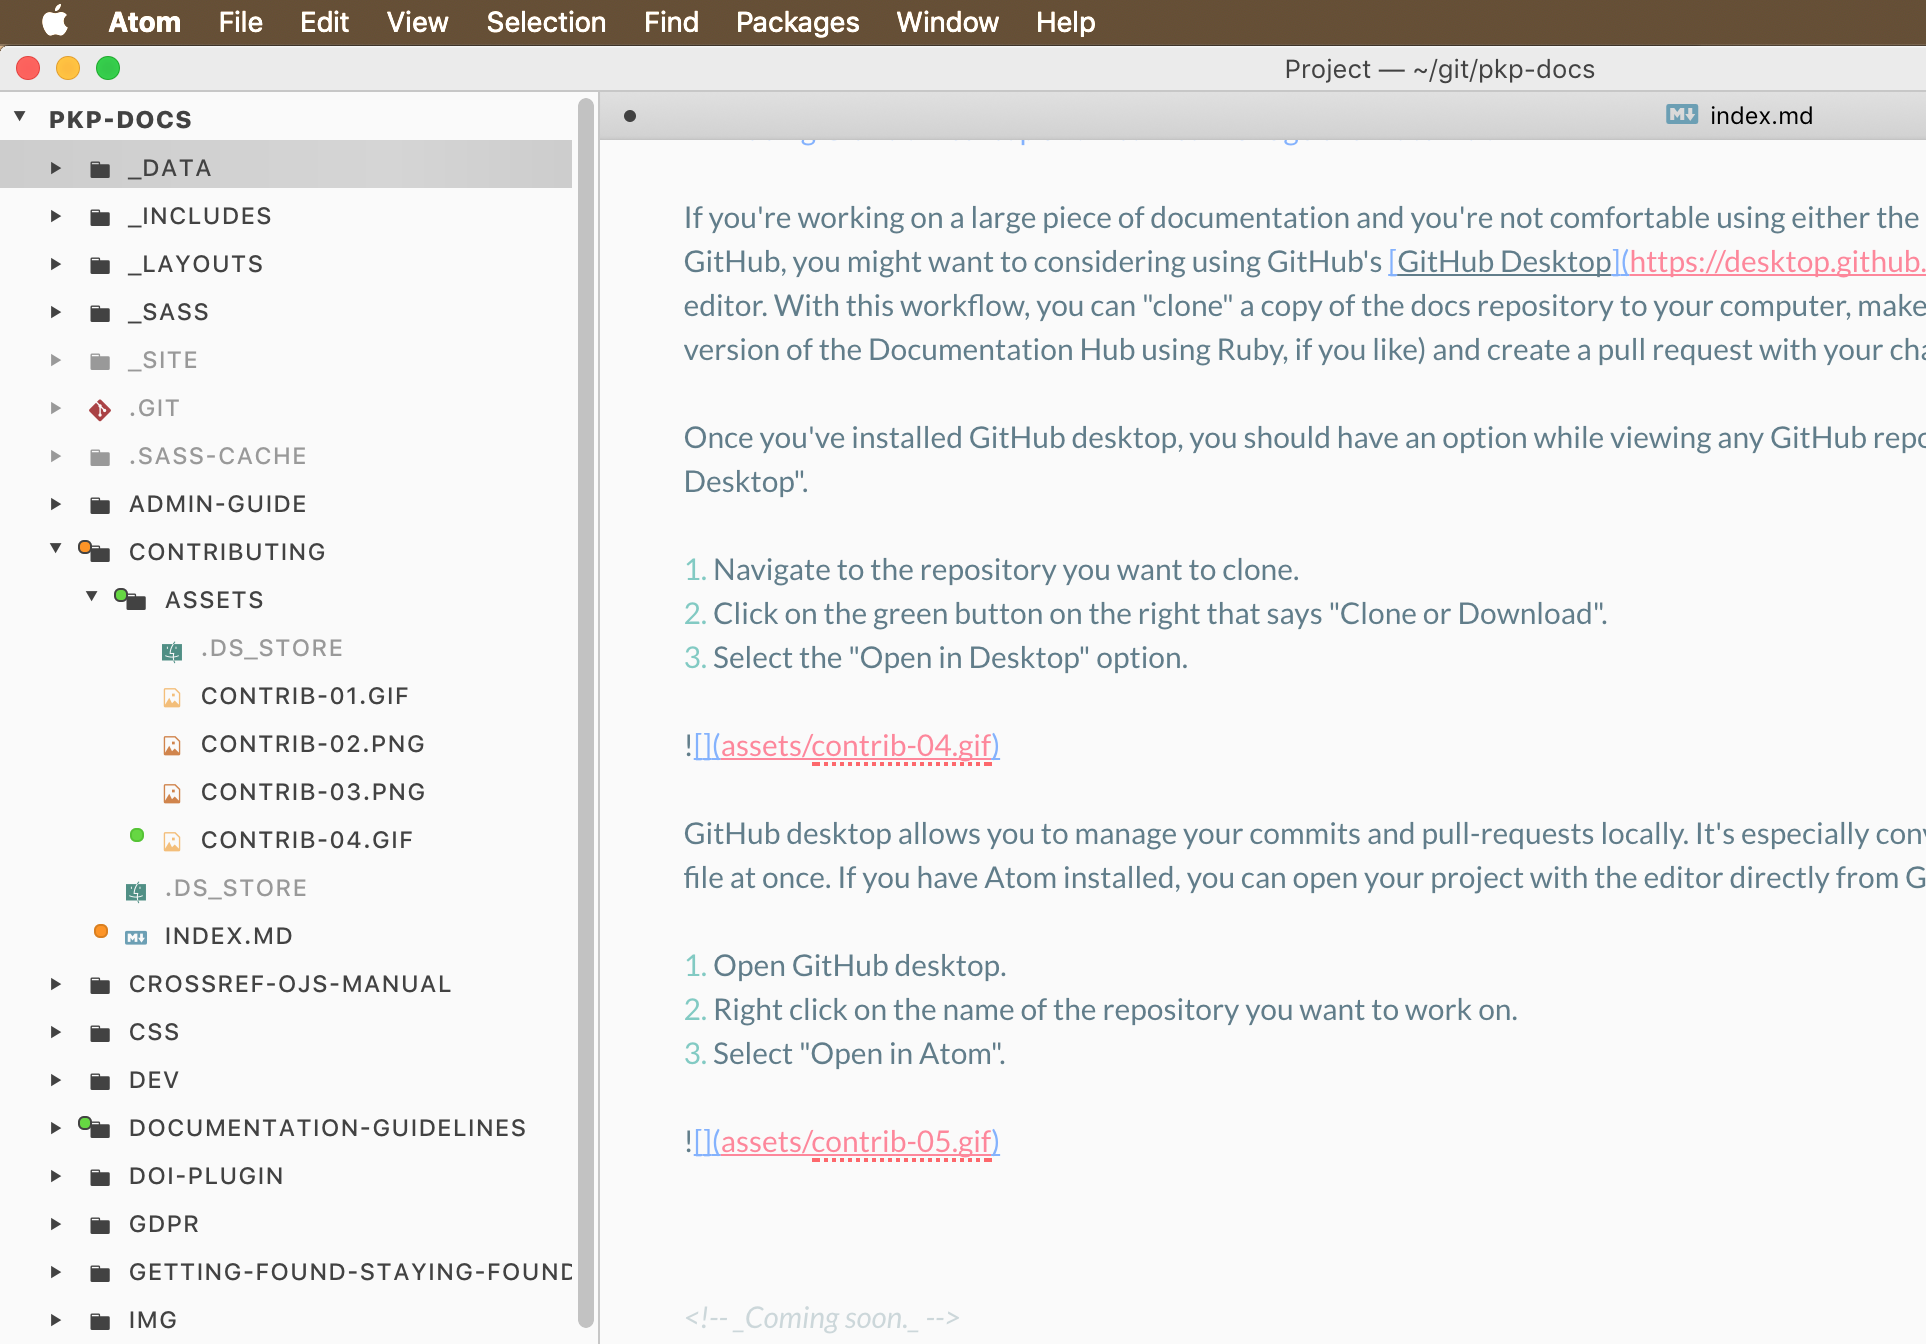 Atom File Edit View Selection Find Packages Window Help
Project — ~/git/pkp-docs
PKP-DOCS
_DATA
_INCLUDES
_LAYOUTS
_SASS
_SITE
.GIT
.SASS-CACHE
ADMIN-GUIDE
CONTRIBUTING
ASSETS
.DS_STORE
CONTRIB-01.GIF
CONTRIB-02.PNG
CONTRIB-03.PNG
CONTRIB-04.GIF
.DS_STORE
INDEX.MD
CROSSREF-OJS-MANUAL
CSS
DEV
DOCUMENTATION-GUIDELINES
DOI-PLUGIN
GDPR
GETTING-FOUND-STAYING-FOUND
IMG
index.md
If you're working on a large piece of documentation and you're not comfortable using either the
GitHub, you might want to considering using GitHub's [GitHub Desktop](https://desktop.github.
editor. With this workflow, you can "clone" a copy of the docs repository to your computer, make
version of the Documentation Hub using Ruby, if you like) and create a pull request with your cha
Once you've installed GitHub desktop, you should have an option while viewing any GitHub repo
Desktop".
1. Navigate to the repository you want to clone.
2. Click on the green button on the right that says "Clone or Download".
3. Select the "Open in Desktop" option.
![](assets/contrib-04.gif)
GitHub desktop allows you to manage your commits and pull-requests locally. It's especially conv
file at once. If you have Atom installed, you can open your project with the editor directly from G
1. Open GitHub desktop.
2. Right click on the name of the repository you want to work on.
3. Select "Open in Atom".
![](assets/contrib-05.gif)
<!-- _Coming soon._ -->